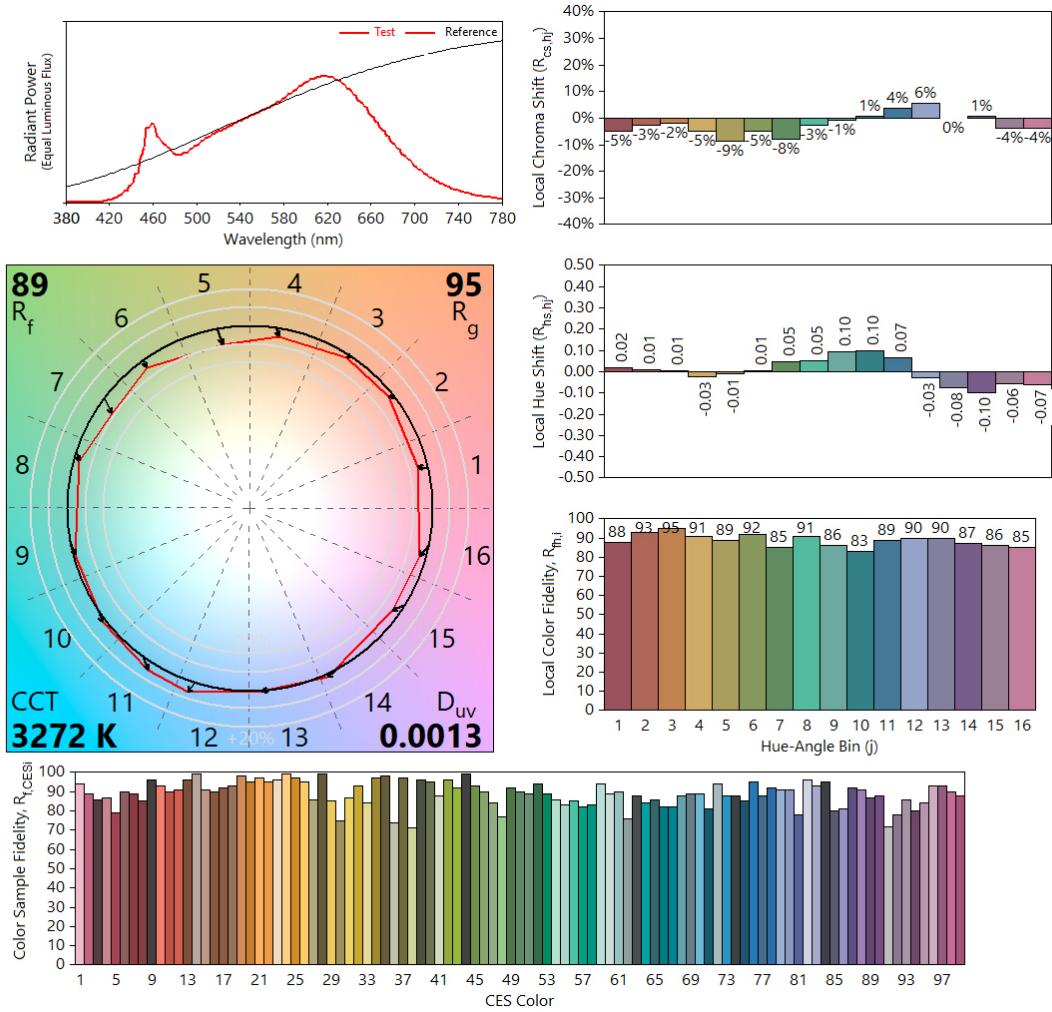 Radiant Power
(Equal Luminous Flux)
Test
Reference
380 420 460 500 540 580 620 660 700 740 780
Wavelength (nm)
Local Chroma Shift (Rcs,hj)
40%
30%
20%
10%
0%
-10%
-20%
-30%
-40%
-5% -3% -2% -5% -9% -5% -8% -3% -1% 1% 4% 6% 0% 1% -4% -4%
89
Rf
95
Rg
1
2
3
4
5
6
7
8
9
10
11
12
13
14
15
16
+20%
CCT
3272 K
Duv
0.0013
Local Hue Shift (Rhs,hj)
0.50
0.40
0.30
0.20
0.10
0.00
-0.10
-0.20
-0.30
-0.40
-0.50
0.02 0.01 0.01 -0.03 -0.01 0.01 0.05 0.05 0.10 0.10 0.07 -0.03 -0.08 -0.10 -0.06 -0.07
Local Color Fidelity, Rfh,i
100
90
80
70
60
50
40
30
20
10
0
88 93 95 91 89 92 85 91 86 83 89 90 90 87 86 85
1 2 3 4 5 6 7 8 9 10 11 12 13 14 15 16
Hue-Angle Bin (j)
Color Sample Fidelity, Rf,CESi
100
90
80
70
60
50
40
30
20
10
0
1 5 9 13 17 21 25 29 33 37 41 45 49 53 57 61 65 69 73 77 81 85 89 93 97
CES Color